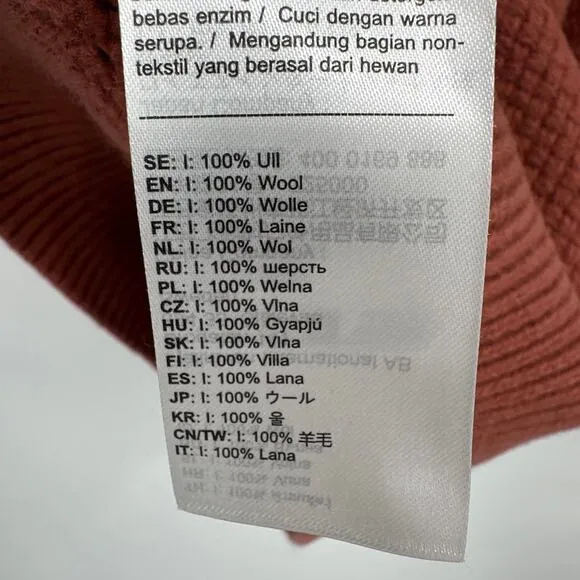 bebas enzim / Cuci dengan warna
serupa. / Mengandung bagian non-
tekstil yang berasal dari hewan
SE: I: 100% Ull
EN: I: 100% Wool
DE: I: 100% Wolle
FR: I: 100% Laine
NL: I: 100% Wol
RU: I: 100% шерсть
PL: I: 100% Wełna
CZ: I: 100% Vlna
HU: I: 100% Gyapjú
SK: I: 100% Vlna
FI: I: 100% Villa
ES: I: 100% Lana
JP: I: 100% ウール
KR: I: 100% 울
CN/TW: I: 100% 羊毛
IT: I: 100% Lana